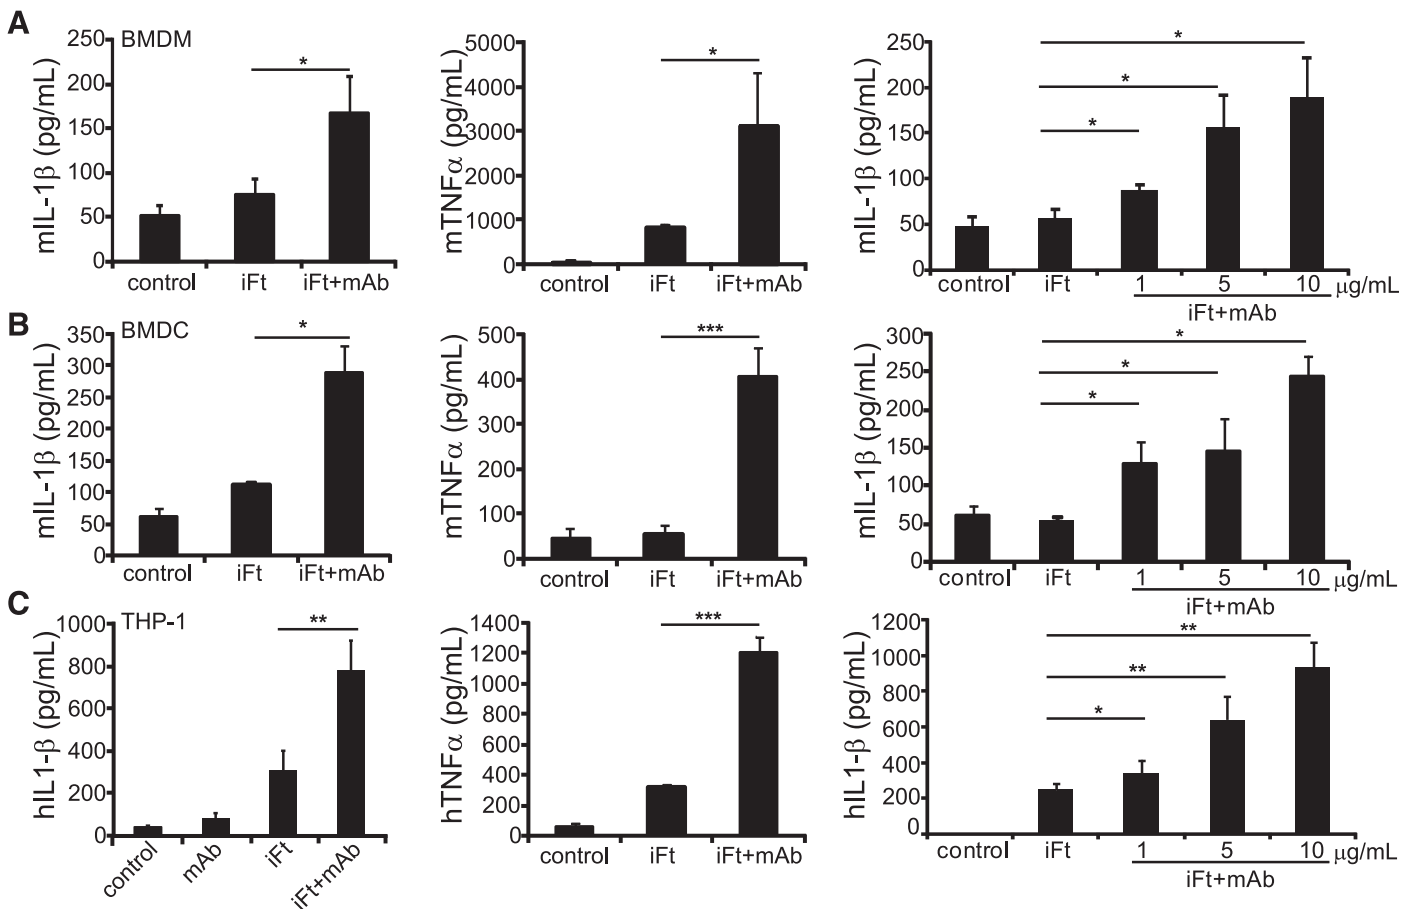 A
BMDM
mIL-1β (pg/mL)
250
200
150
100
50
0
*
control iFt iFt+mAb
mTNFα (pg/mL)
5000
4000
3000
2000
1000
0
*
control iFt iFt+mAb
mIL-1β (pg/mL)
250
200
150
100
50
0
*
*
*
control iFt 1 5 10 μg/mL
iFt+mAb
B
BMDC
mIL-1β (pg/mL)
350
300
250
200
150
100
50
0
*
control iFt iFt+mAb
mTNFα (pg/mL)
500
400
300
200
100
0
***
control iFt iFt+mAb
mIL-1β (pg/mL)
300
250
200
150
100
50
0
*
*
*
control iFt 1 5 10 μg/mL
iFt+mAb
C
THP-1
hIL1-β (pg/mL)
1000
800
600
400
200
0
**
control mAb iFt iFt+mAb
hTNFα (pg/mL)
1400
1200
1000
800
600
400
200
0
***
control iFt iFt+mAb
hIL1-β (pg/mL)
1200
1000
800
600
400
200
0
**
**
*
control iFt 1 5 10 μg/mL
iFt+mAb